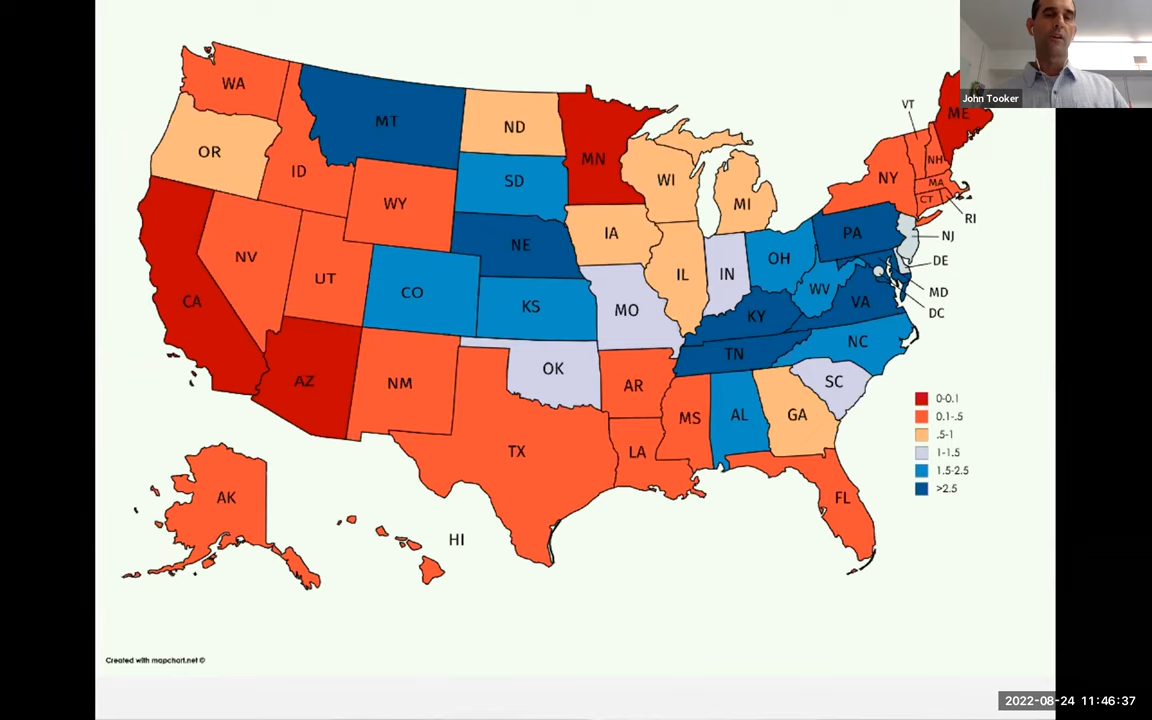 John Tooker
WA
MT
ND
MN
VT
ME
OR
ID
SD
WI
MI
NY
NH
MA
CT
RI
WY
NE
IA
PA
NJ
NV
UT
CO
IL
IN
OH
DE
CA
KS
MO
WV
VA
MD
KY
DC
AZ
NM
OK
TN
NC
AR
SC
TX
MS
AL
GA
LA
AK
FL
HI
0-0.1
0.1-.5
.5-1
1-1.5
1.5-2.5
>2.5
Created with mapchart.net ©
2022-08-24 11:46:37